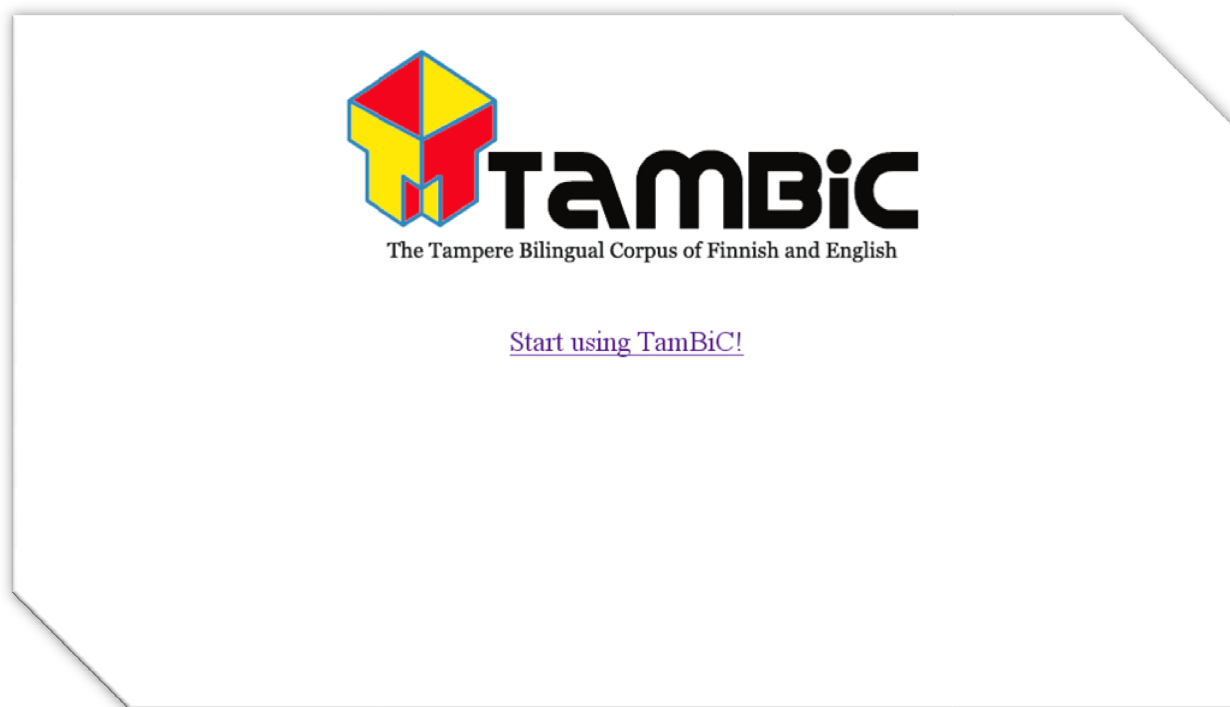 TamBiC
The Tampere Bilingual Corpus of Finnish and English
Start using TamBiC!